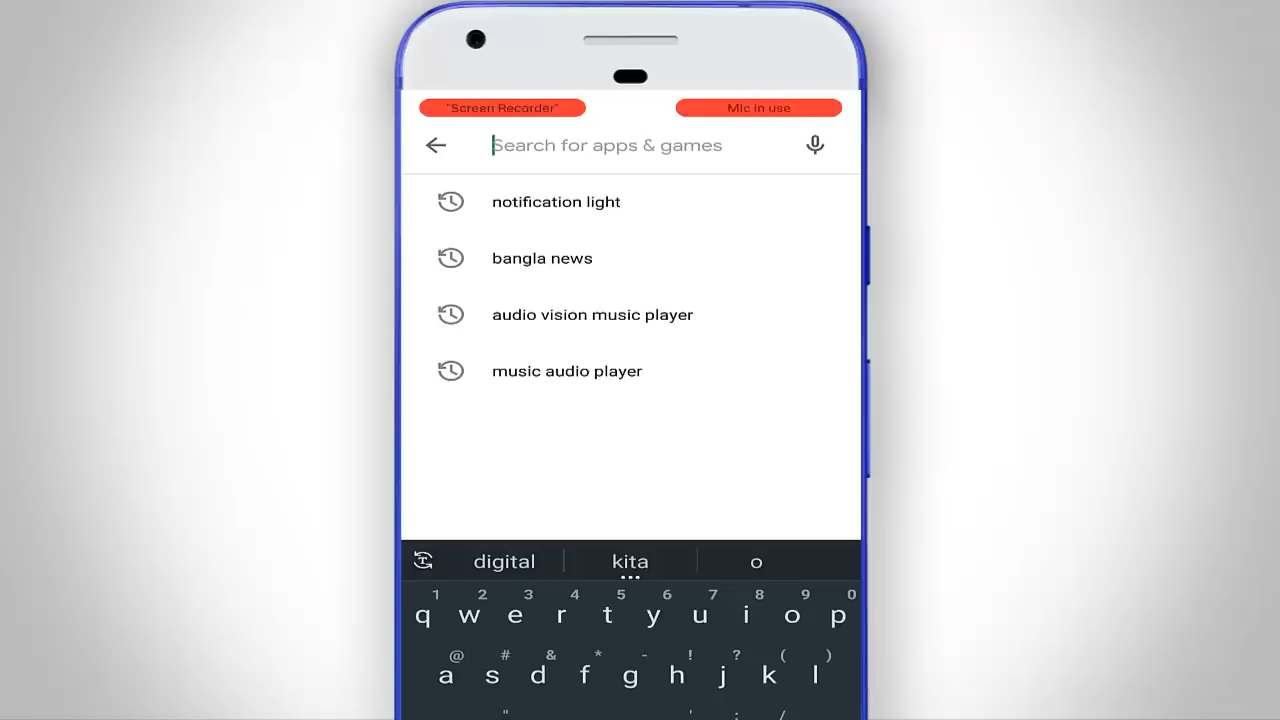 "Screen Recorder" Mic in use
Search for apps & games
notification light
bangla news
audio vision music player
music audio player
digital kita o
1 2 3 4 5 6 7 8 9 0
q w e r t y u i o p
@ # & * - ! ? ( )
a s d f g h j k l
" ' : ; /